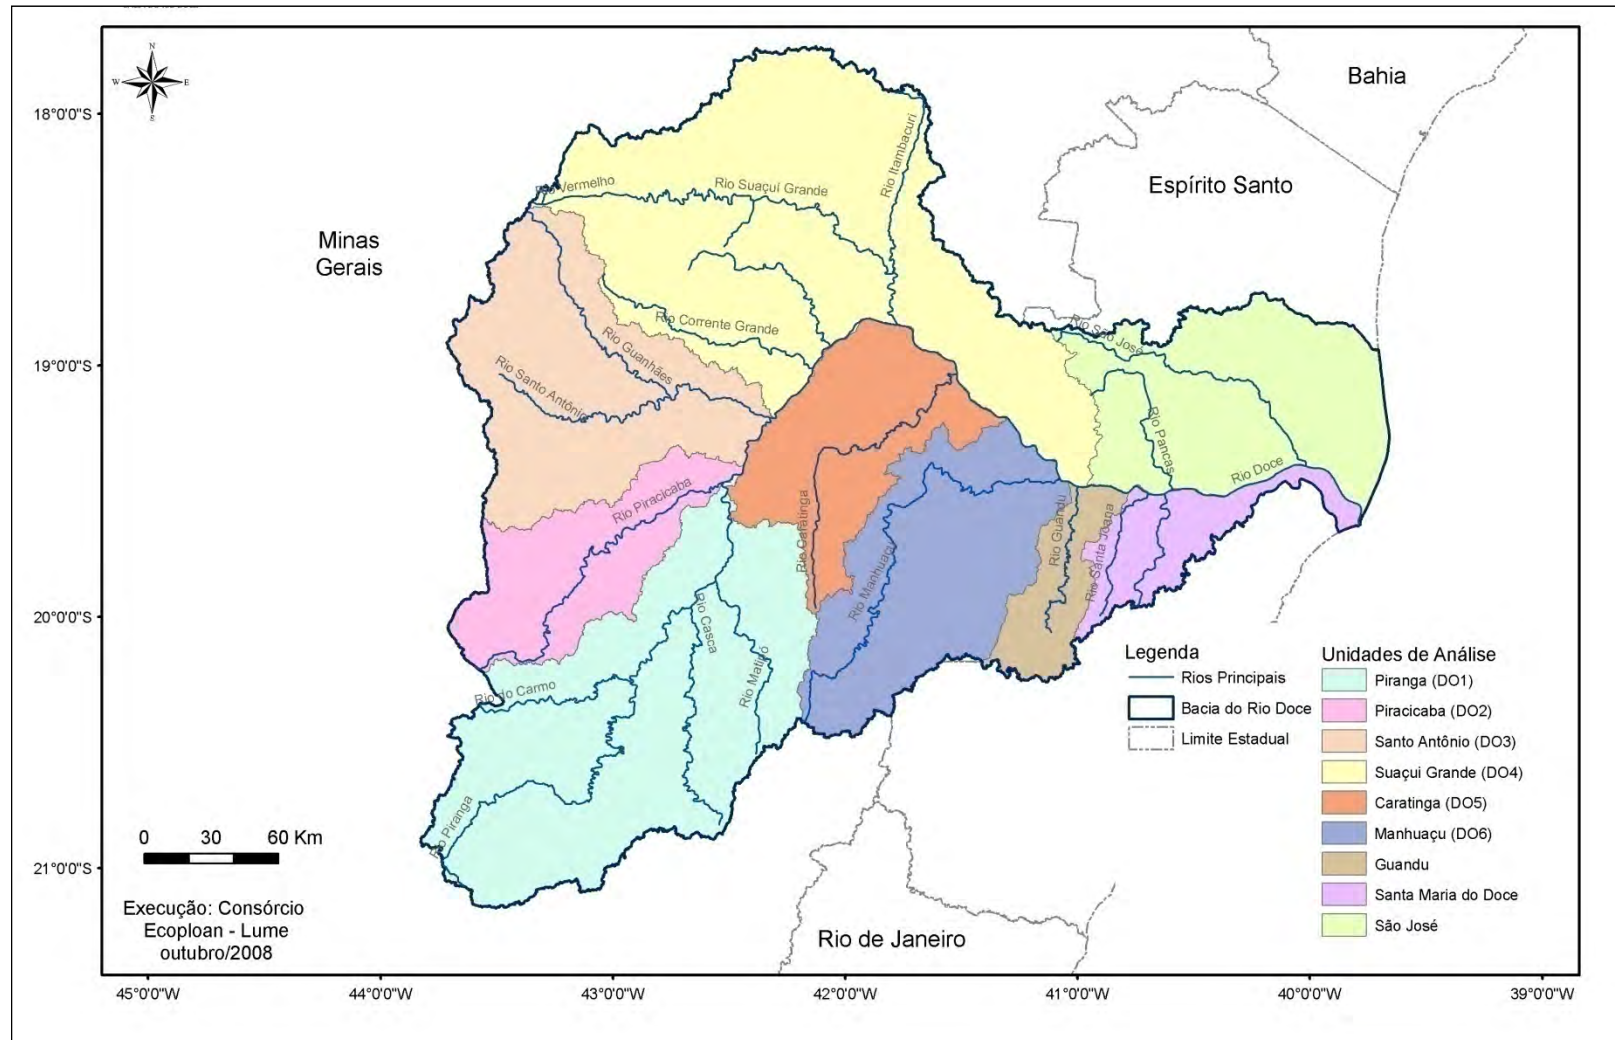 N
W
E
S
Bahia
Espírito Santo
Minas
Gerais
Rio de Janeiro
18°0'0"S
19°0'0"S
20°0'0"S
21°0'0"S
Rio Vermelho
Rio Suaçuí Grande
Rio Itambacuri
Rio Corrente Grande
Rio Guanhães
Rio Santo Antônio
Rio São José
Rio Pancas
Rio Doce
Rio Piracicaba
Rio Caratinga
Rio Manhuaçu
Rio Guandu
Rio Santa Joana
Rio Casca
Rio Matipó
Rio do Carmo
Rio Piranga
Legenda
Rios Principais
Bacia do Rio Doce
Limite Estadual
Unidades de Análise
Piranga (DO1)
Piracicaba (DO2)
Santo Antônio (DO3)
Suaçui Grande (DO4)
Caratinga (DO5)
Manhuaçu (DO6)
Guandu
Santa Maria do Doce
São José
0 30 60 Km
Execução: Consórcio
Ecoploan - Lume
outubro/2008
45°0'0"W 44°0'0"W 43°0'0"W 42°0'0"W 41°0'0"W 40°0'0"W 39°0'0"W